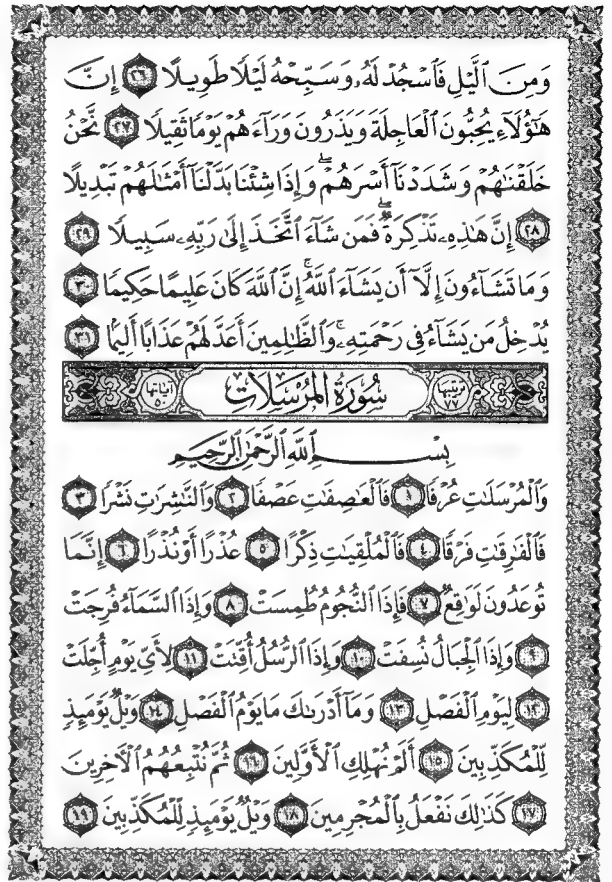 وَمِنَ ٱلَّيۡلِ فَٱسۡجُدۡ لَهُۥ وَسَبِّحۡهُ لَيۡلٗا طَوِيلًا ٢٦ إِنَّ
هَٰٓؤُلَآءِ يُحِبُّونَ ٱلۡعَاجِلَةَ وَيَذَرُونَ وَرَآءَهُمۡ يَوۡمٗا ثَقِيلٗا ٢٧ نَّحۡنُ
خَلَقۡنَٰهُمۡ وَشَدَدۡنَآ أَسۡرَهُمۡۖ وَإِذَا شِئۡنَا بَدَّلۡنَآ أَمۡثَٰلَهُمۡ تَبۡدِيلًا
٢٨ إِنَّ هَٰذِهِۦ تَذۡكِرَةٞۖ فَمَن شَآءَ ٱتَّخَذَ إِلَىٰ رَبِّهِۦ سَبِيلٗا ٢٩
وَمَا تَشَآءُونَ إِلَّآ أَن يَشَآءَ ٱللَّهُۚ إِنَّ ٱللَّهَ كَانَ عَلِيمًا حَكِيمٗا ٣٠
يُدۡخِلُ مَن يَشَآءُ فِي رَحۡمَتِهِۦۚ وَٱلظَّٰلِمِينَ أَعَدَّ لَهُمۡ عَذَابًا أَلِيمَۢا ٣١
ترتيبها ٧٧ سُورَةُ المُرۡسَلَات آياتها ٥٠
بِسۡمِ ٱللَّهِ ٱلرَّحۡمَٰنِ ٱلرَّحِيمِ
وَٱلۡمُرۡسَلَٰتِ عُرۡفٗا ١ فَٱلۡعَٰصِفَٰتِ عَصۡفٗا ٢ وَٱلنَّٰشِرَٰتِ نَشۡرٗا ٣
فَٱلۡفَٰرِقَٰتِ فَرۡقٗا ٤ فَٱلۡمُلۡقِيَٰتِ ذِكۡرًا ٥ عُذۡرًا أَوۡ نُذۡرًا ٦ إِنَّمَا
تُوعَدُونَ لَوَٰقِعٞ ٧ فَإِذَا ٱلنُّجُومُ طُمِسَتۡ ٨ وَإِذَا ٱلسَّمَآءُ فُرِجَتۡ
٩ وَإِذَا ٱلۡجِبَالُ نُسِفَتۡ ١٠ وَإِذَا ٱلرُّسُلُ أُقِّتَتۡ ١١ لِأَيِّ يَوۡمٍ أُجِّلَتۡ
١٢ لِيَوۡمِ ٱلۡفَصۡلِ ١٣ وَمَآ أَدۡرَىٰكَ مَا يَوۡمُ ٱلۡفَصۡلِ ١٤ وَيۡلٞ يَوۡمَئِذٖ
لِّلۡمُكَذِّبِينَ ١٥ أَلَمۡ نُهۡلِكِ ٱلۡأَوَّلِينَ ١٦ ثُمَّ نُتۡبِعُهُمُ ٱلۡأٓخِرِينَ
١٧ كَذَٰلِكَ نَفۡعَلُ بِٱلۡمُجۡرِمِينَ ١٨ وَيۡلٞ يَوۡمَئِذٖ لِّلۡمُكَذِّبِينَ ١٩